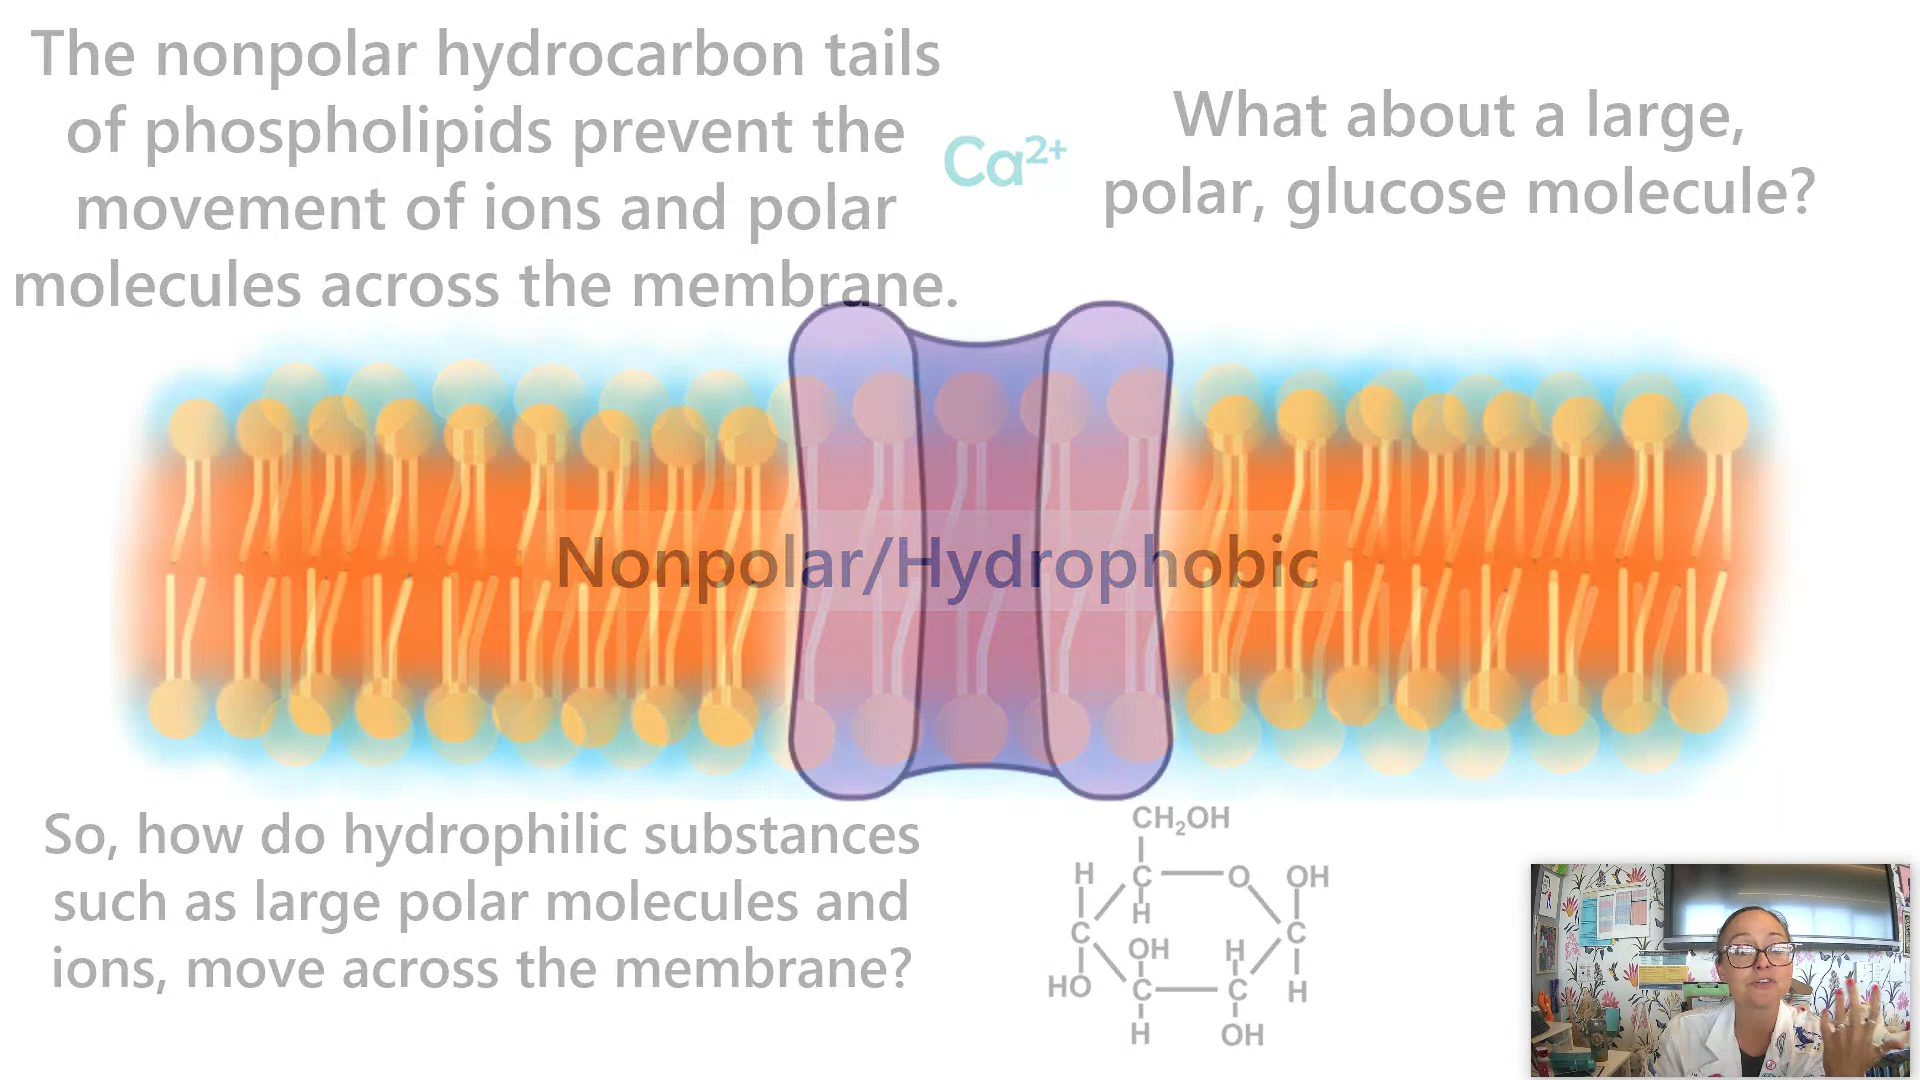 The nonpolar hydrocarbon tails
of phospholipids prevent the
movement of ions and polar
molecules across the membrane.
Ca²⁺
What about a large,
polar, glucose molecule?
Nonpolar/Hydrophobic
So, how do hydrophilic substances
such as large polar molecules and
ions, move across the membrane?
CH₂OH
H C O OH
H
C C
OH H
HO C C H
H OH